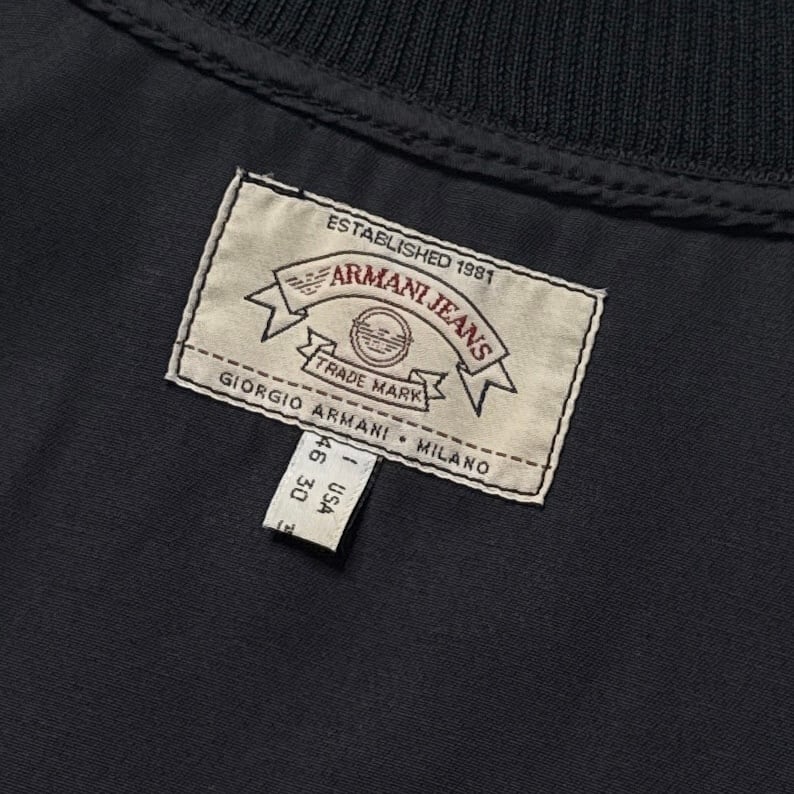 ESTABLISHED 1981
ARMANI JEANS
TRADE MARK
GIORGIO ARMANI • MILANO
I USA
46 30